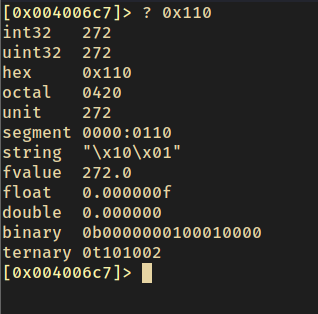 [0x004006c7]> ? 0x110
int32   272
uint32  272
hex     0x110
octal   0420
unit    272
segment 0000:0110
string  "\x10\x01"
fvalue  272.0
float   0.000000f
double  0.000000
binary  0b0000000100010000
ternary 0t101002
[0x004006c7]>